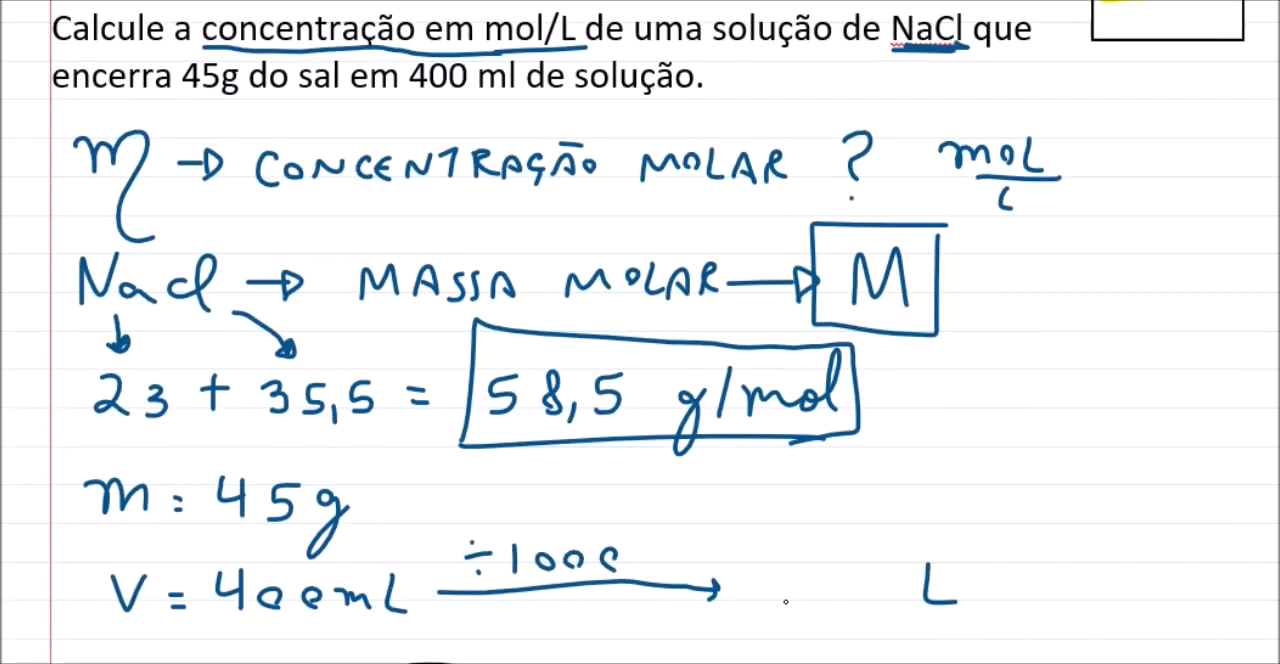 Calcule a concentração em mol/L de uma solução de NaCl que
encerra 45g do sal em 400 ml de solução.
M → CONCENTRAÇÃO MOLAR ? mol/L
NaCl → MASSA MOLAR → M
23 + 35,5 = 58,5 g/mol
m = 45g
V = 400mL ÷1000 → L